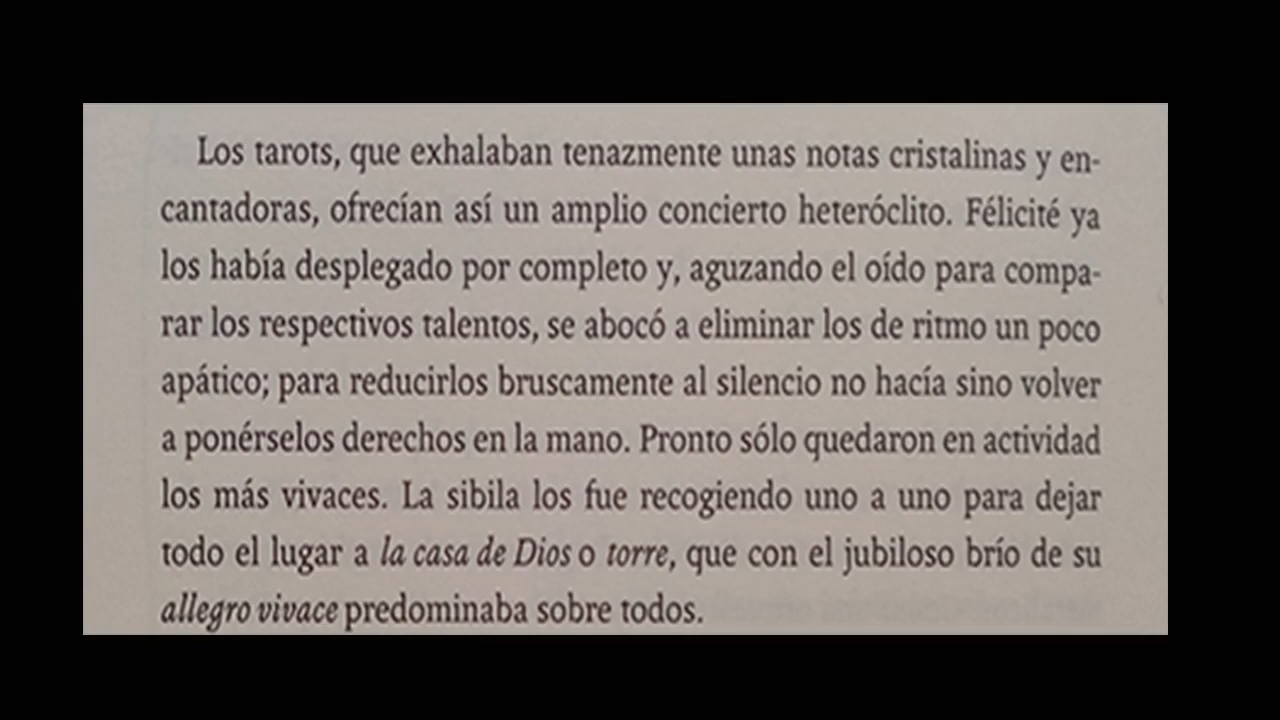 Los tarots, que exhalaban tenazmente unas notas cristalinas y en-
cantadoras, ofrecían así un amplio concierto heteróclito. Félicité ya
los había desplegado por completo y, aguzando el oído para compa-
rar los respectivos talentos, se abocó a eliminar los de ritmo un poco
apático; para reducirlos bruscamente al silencio no hacía sino volver
a ponérselos derechos en la mano. Pronto sólo quedaron en actividad
los más vivaces. La sibila los fue recogiendo uno a uno para dejar
todo el lugar a la casa de Dios o torre, que con el jubiloso brío de su
allegro vivace predominaba sobre todos.